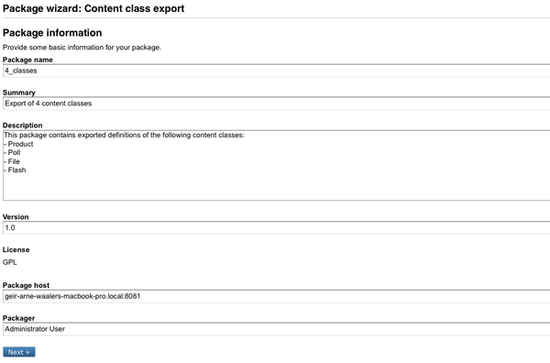 Package wizard: Content class export
Package information
Provide some basic information for your package.
Package name
4_classes
Summary
Export of 4 content classes
Description
This package contains exported definitions of the following content classes:
- Product
- Poll
- File
- Flash
Version
1.0
License
GPL
Package host
geir-arne-waalers-macbook-pro.local:8081
Packager
Administrator User
Next »